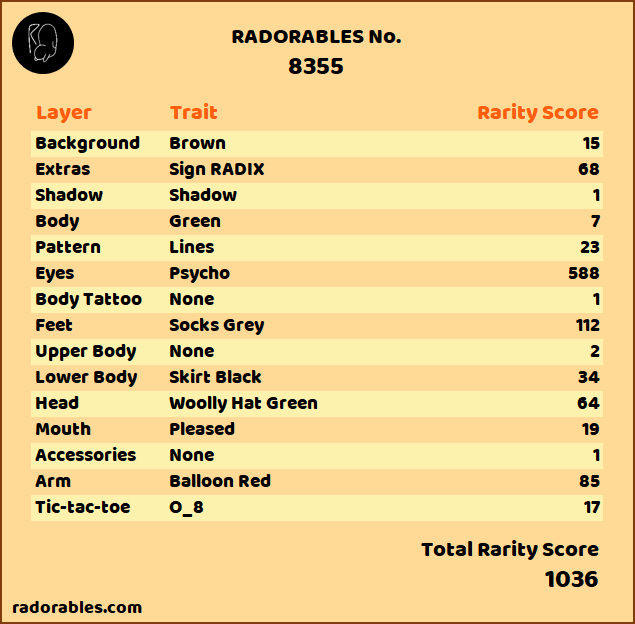 RADORABLES No.
8355
Layer Trait Rarity Score
Background Brown 15
Extras Sign RADIX 68
Shadow Shadow 1
Body Green 7
Pattern Lines 23
Eyes Psycho 588
Body Tattoo None 1
Feet Socks Grey 112
Upper Body None 2
Lower Body Skirt Black 34
Head Woolly Hat Green 64
Mouth Pleased 19
Accessories None 1
Arm Balloon Red 85
Tic-tac-toe O_8 17
Total Rarity Score
1036
radorables.com